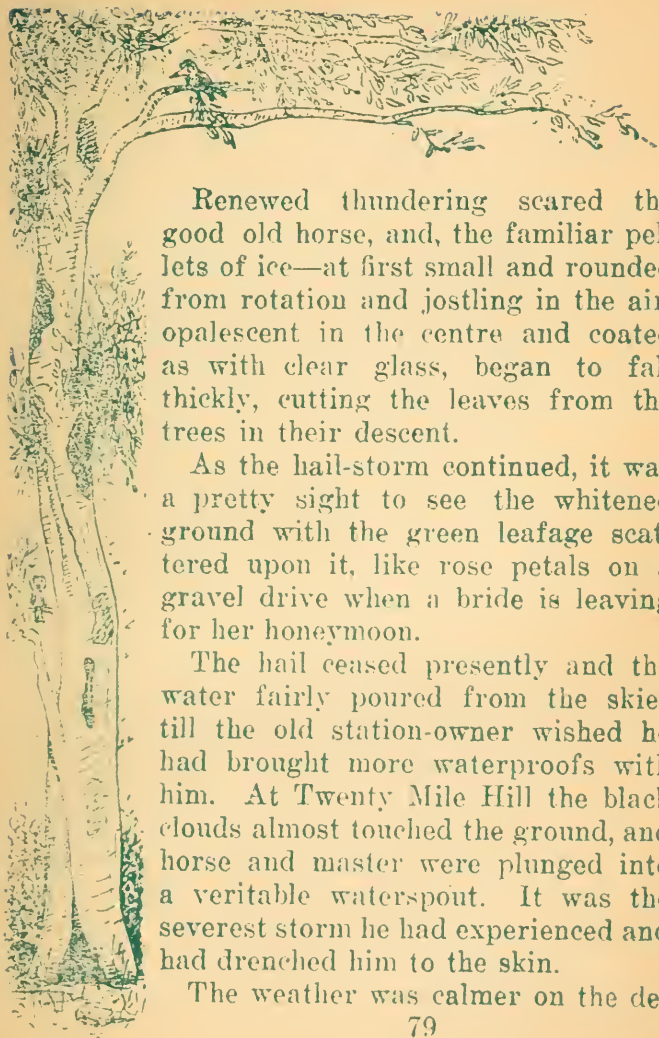 Renewed thundering scared th
good old horse, and, the familiar pel
lets of ice—at first small and rounde
from rotation and jostling in the air
opalescent in the centre and coate
as with clear glass, began to fal
thickly, cutting the leaves from th
trees in their descent.
As the hail-storm continued, it wa
a pretty sight to see the whitene
ground with the green leafage scat
tered upon it, like rose petals on
gravel drive when a bride is leaving
for her honeymoon.
The hail ceased presently and th
water fairly poured from the skie
till the old station-owner wished h
had brought more waterproofs with
him. At Twenty Mile Hill the black
clouds almost touched the ground, and
horse and master were plunged int
a veritable waterspout. It was th
severest storm he had experienced and
had drenched him to the skin.
The weather was calmer on the de
79